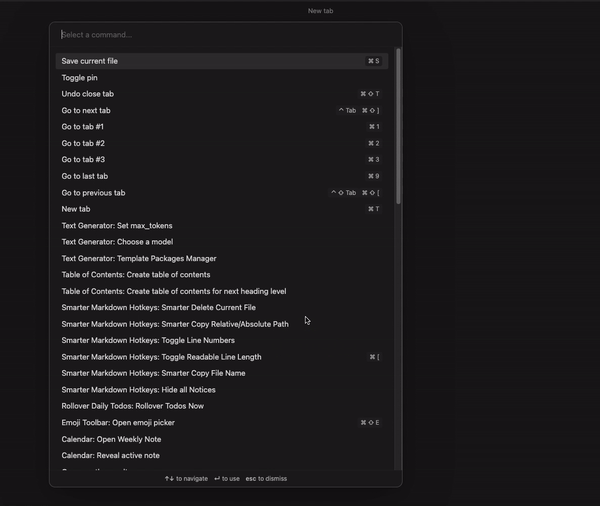 New tab
Select a command...
Save current file ⌘ S
Toggle pin
Undo close tab ⌘ ⇧ T
Go to next tab ^ Tab ⌘ ⇧ ]
Go to tab #1 ⌘ 1
Go to tab #2 ⌘ 2
Go to tab #3 ⌘ 3
Go to last tab ⌘ 9
Go to previous tab ^ ⇧ Tab ⌘ ⇧ [
New tab ⌘ T
Text Generator: Set max_tokens
Text Generator: Choose a model
Text Generator: Template Packages Manager
Table of Contents: Create table of contents
Table of Contents: Create table of contents for next heading level
Smarter Markdown Hotkeys: Smarter Delete Current File
Smarter Markdown Hotkeys: Smarter Copy Relative/Absolute Path
Smarter Markdown Hotkeys: Toggle Line Numbers
Smarter Markdown Hotkeys: Toggle Readable Line Length ⌘ [
Smarter Markdown Hotkeys: Smarter Copy File Name
Smarter Markdown Hotkeys: Hide all Notices
Rollover Daily Todos: Rollover Todos Now
Emoji Toolbar: Open emoji picker ⌘ ⇧ E
Calendar: Open Weekly Note
Calendar: Reveal active note
↑↓ to navigate ↵ to use esc to dismiss